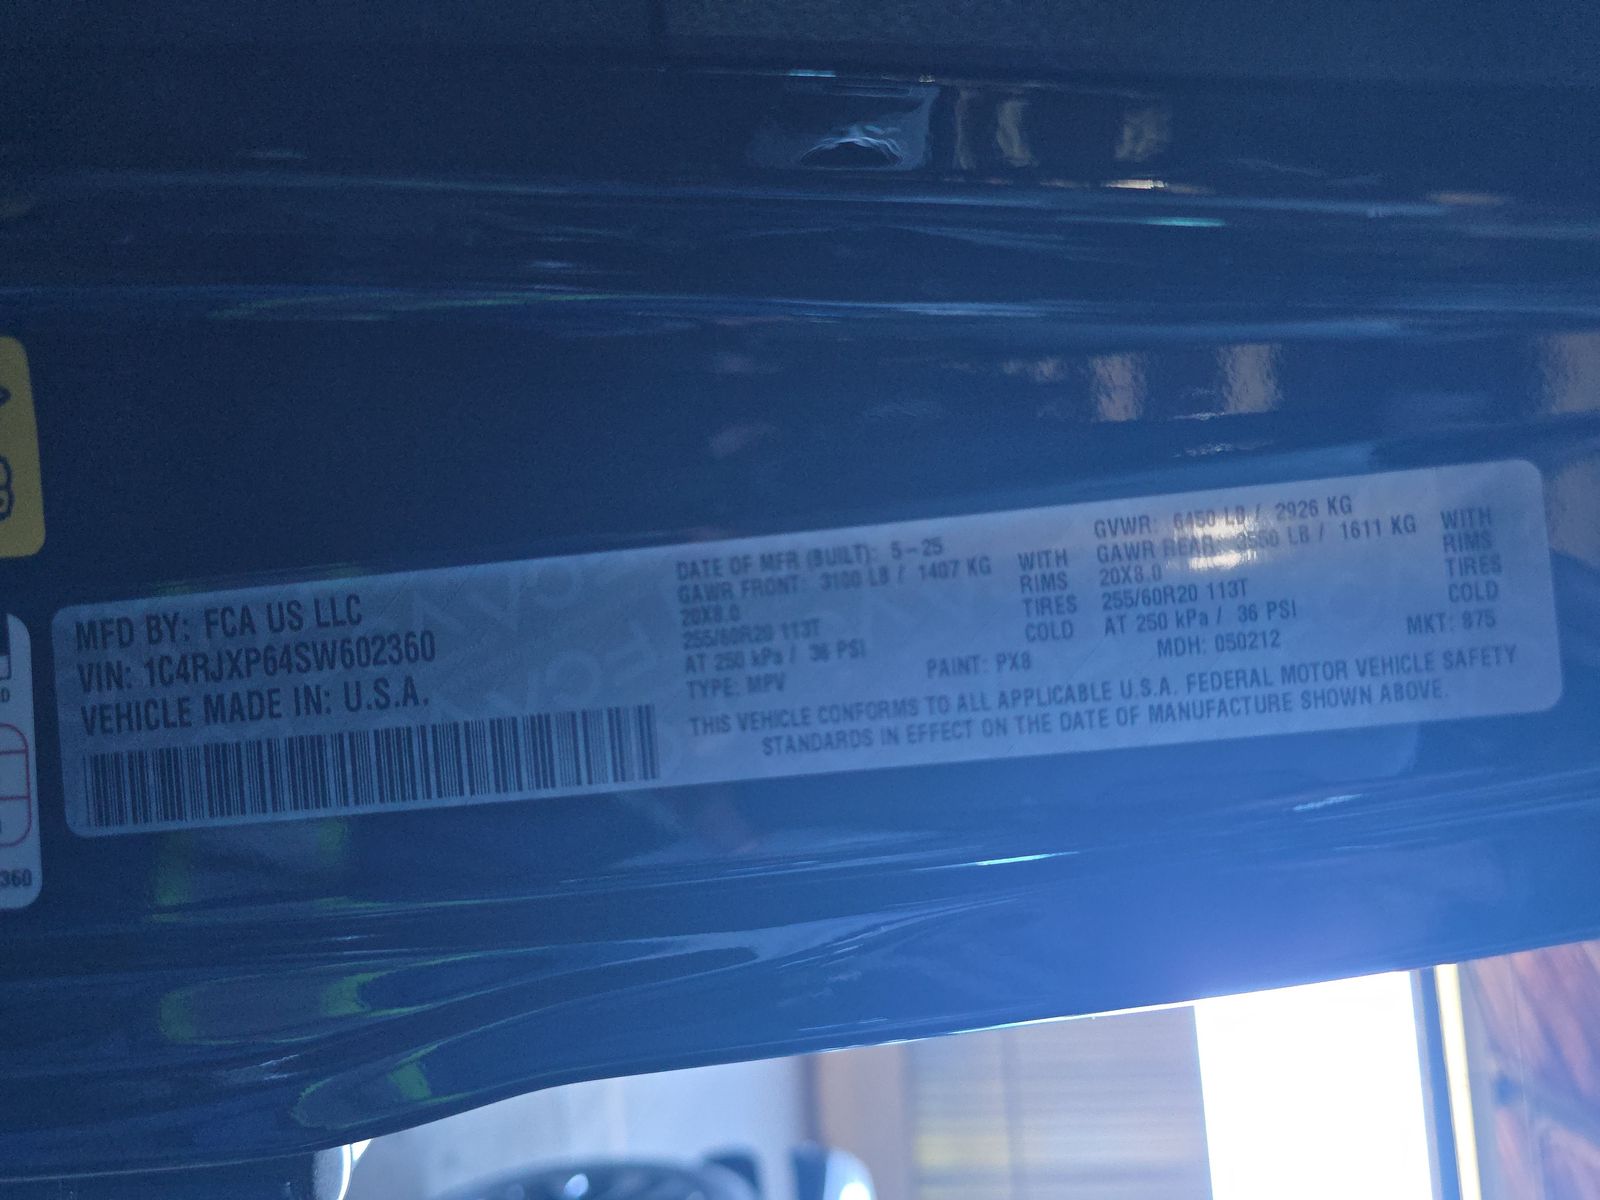 MFD BY: FCA US LLC
VIN: 1C4RJXP64SW602360
VEHICLE MADE IN: U.S.A.
DATE OF MFR (BUILT): 5-25
GAWR FRONT: 3100 LB / 1407 KG WITH
20X8.0 RIMS
255/60R20 113T TIRES
AT 250 kPa / 36 PSI COLD
TYPE: MPV PAINT: PX8
GVWR: 6450 LB / 2926 KG
GAWR REAR: 3550 LB / 1611 KG WITH
20X8.0 RIMS
255/60R20 113T TIRES
AT 250 kPa / 36 PSI COLD
MDH: 050212 MKT: 875
THIS VEHICLE CONFORMS TO ALL APPLICABLE U.S.A. FEDERAL MOTOR VEHICLE SAFETY
STANDARDS IN EFFECT ON THE DATE OF MANUFACTURE SHOWN ABOVE.
360